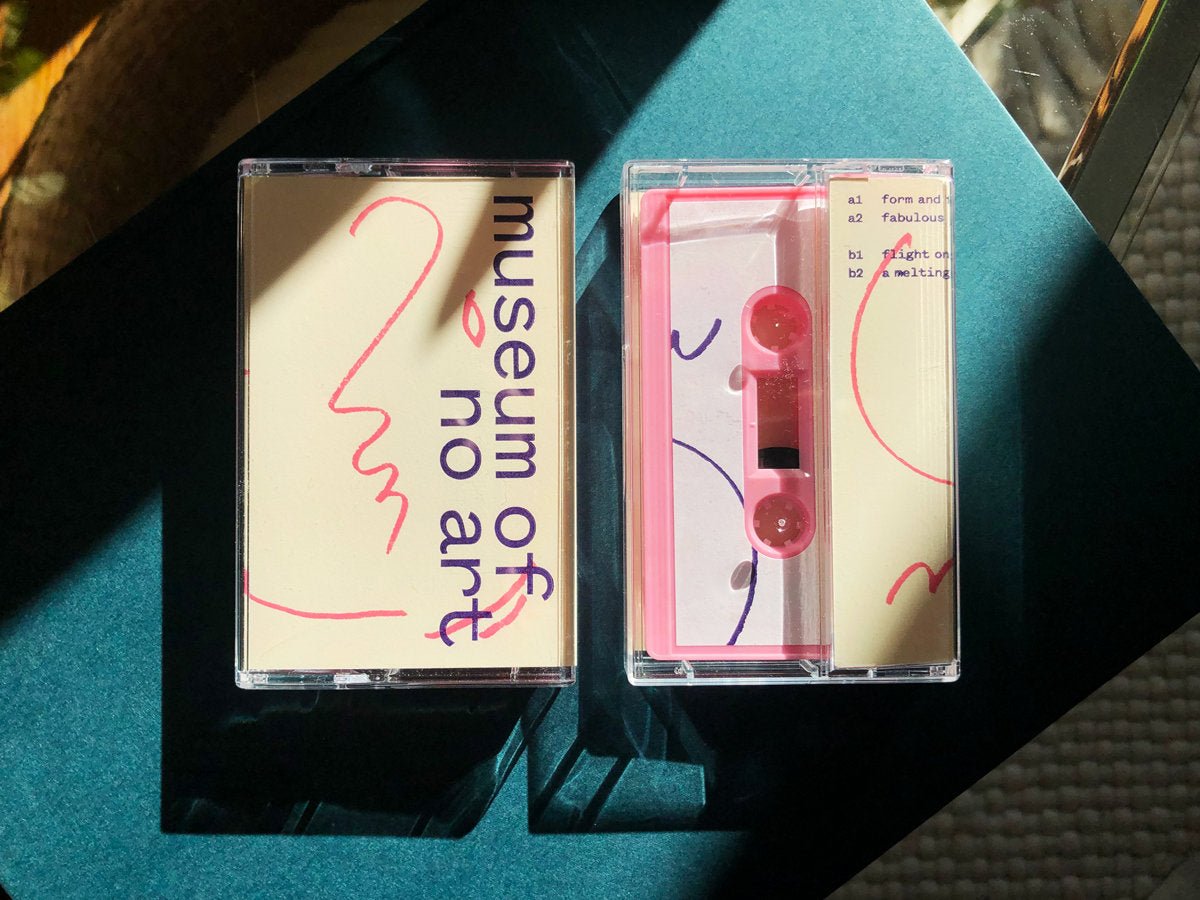 museum of
no art
a1 form and
a2 fabulous
b1 flight on
b2 a melting